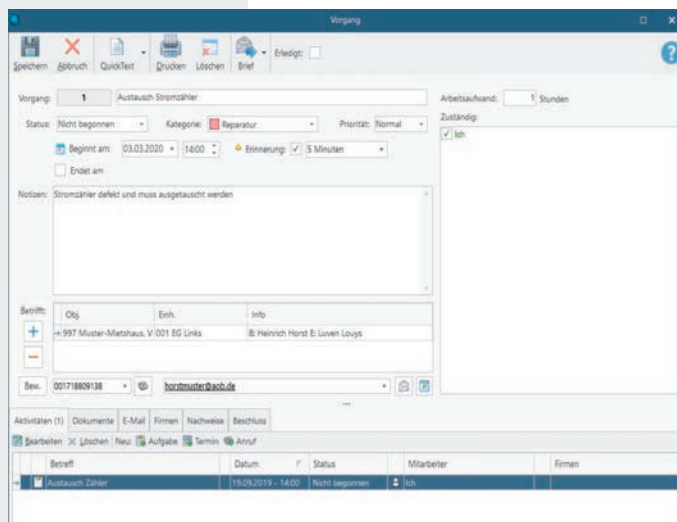 Vorgang
Speichern Abbruch QuickText Drucken Löschen Brief Erledigt:
Vorgang: 1 Austausch Stromzähler Arbeitsaufwand: 1 Stunden
Status: Nicht begonnen Kategorie: Reparatur Priorität: Normal Zuständig:
Ich
Beginnt am: 03.03.2020 14:00 Erinnerung: 5 Minuten
Endet am
Notizen: Stromzähler defekt und muss ausgetauscht werden
Betrifft: Obj. Einh. Info
997 Muster-Mietshaus, V 001 EG Links B: Heinrich Horst E: Luven Louys
Bew. 001718809138 horstmuster@aob.de
Aktivitäten (1) Dokumente E-Mail Firmen Nachweise Beschluss
Bearbeiten Löschen Neu: Aufgabe Termin Anruf
Betreff Datum Status Mitarbeiter Firmen
Austausch Zähler 19.09.2019 - 14:00 Nicht begonnen Ich